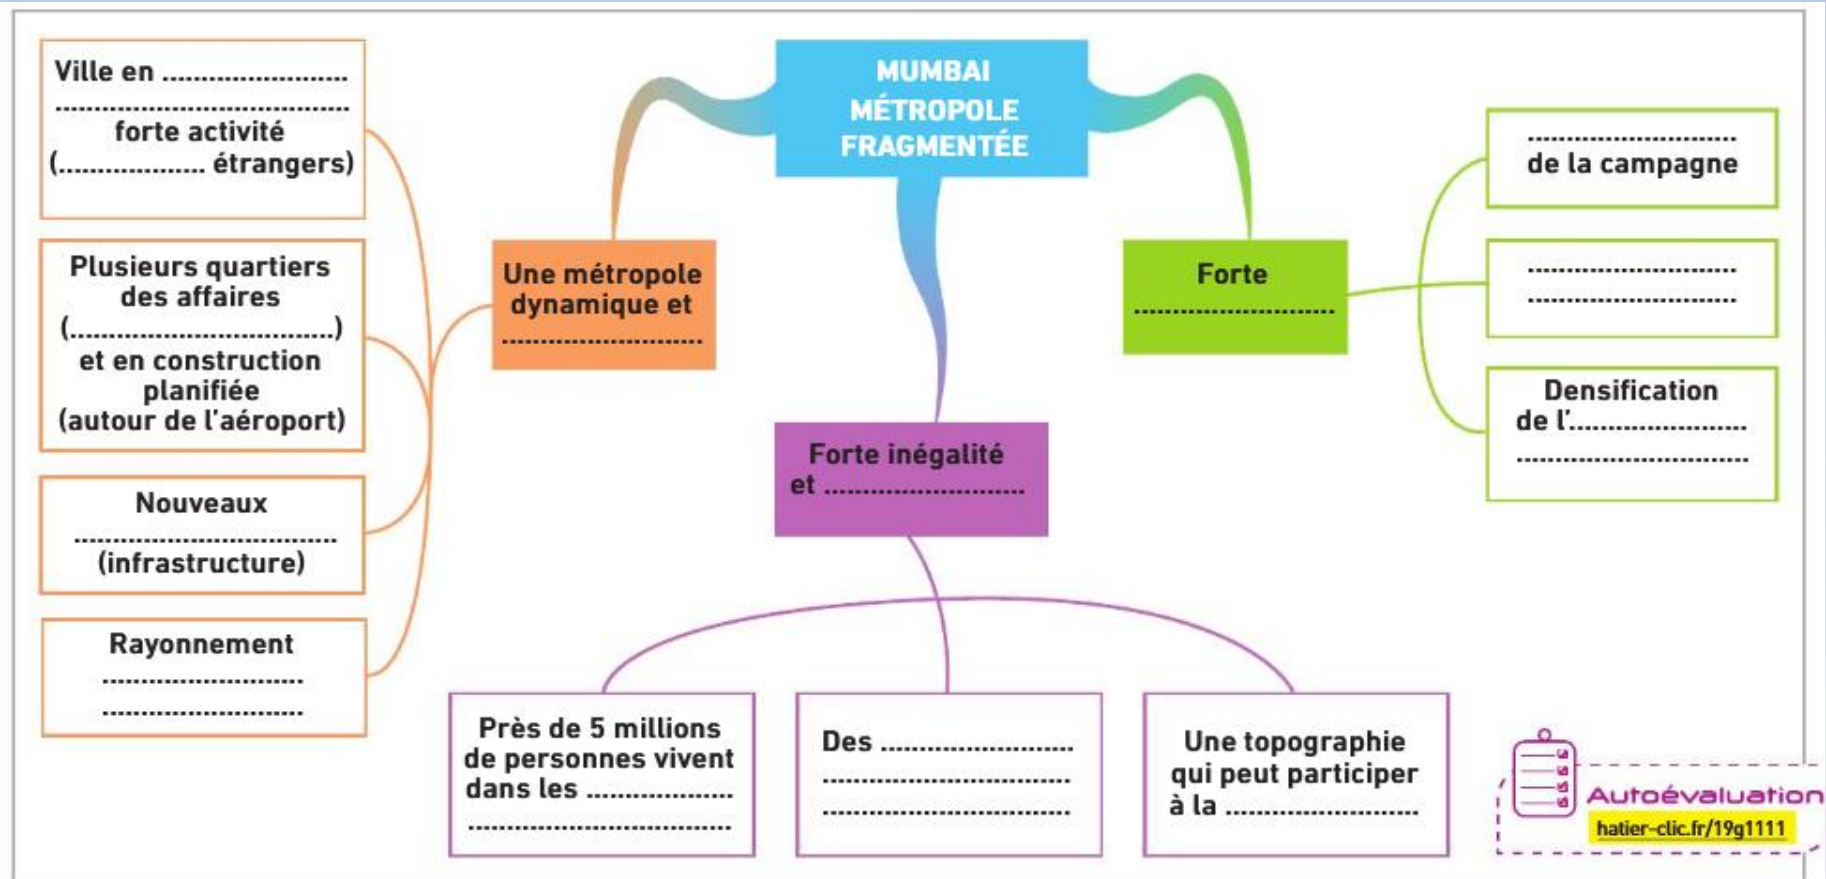 MUMBAI
MÉTROPOLE
FRAGMENTÉE
Ville en ........................
......................................
forte activité
(................... étrangers)
Plusieurs quartiers
des affaires
(..................................)
et en construction
planifiée
(autour de l'aéroport)
Nouveaux
..................................
(infrastructure)
Rayonnement
..........................
..........................
Une métropole
dynamique et
..........................
Forte inégalité
et ..........................
Près de 5 millions
de personnes vivent
dans les ...................
..................................
Des .........................
................................
................................
Une topographie
qui peut participer
à la .........................
Forte
..........................
...........................
de la campagne
...........................
...........................
Densification
de l'.......................
..............................
Autoévaluation
hatier-clic.fr/19g1111